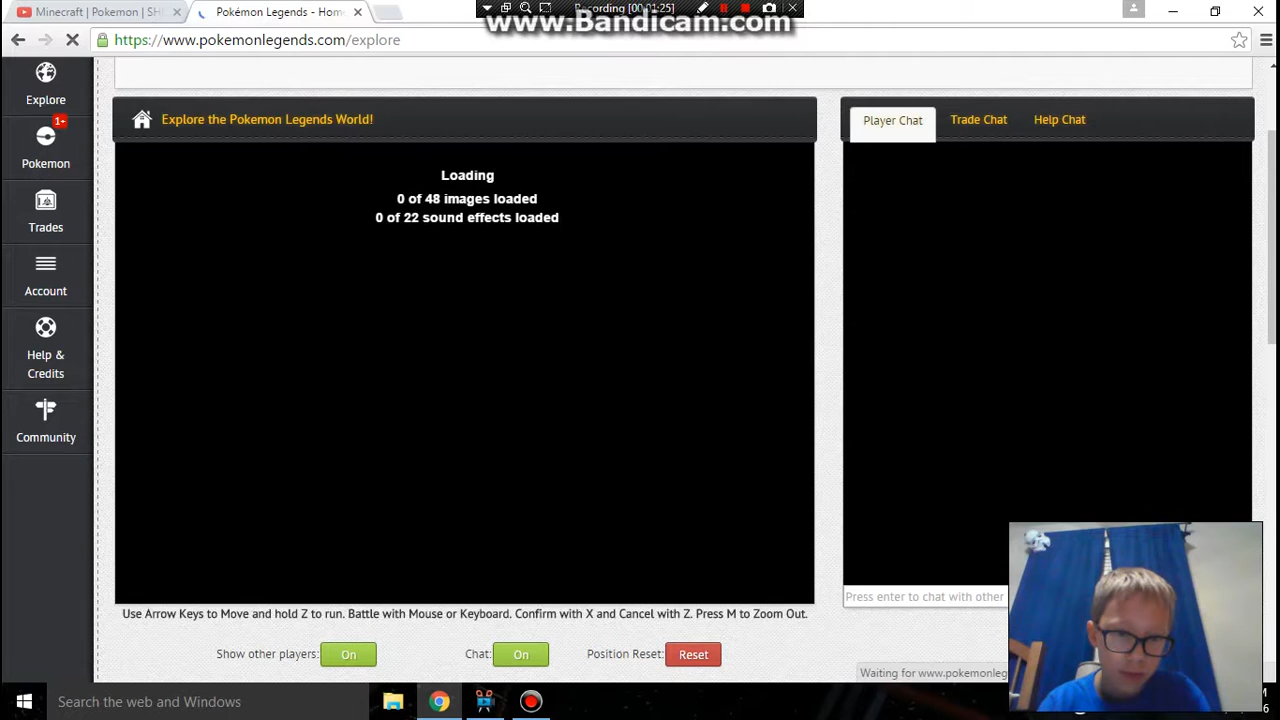 Minecraft | Pokemon | SH
Pokémon Legends - Hom
Recording [00:01:25]
www.Bandicam.com
https://www.pokemonlegends.com/explore
Explore
1+
Pokemon
Trades
Account
Help &
Credits
Community
Explore the Pokemon Legends World!
Loading
0 of 48 images loaded
0 of 22 sound effects loaded
Player Chat
Trade Chat
Help Chat
Press enter to chat with other
Use Arrow Keys to Move and hold Z to run. Battle with Mouse or Keyboard. Confirm with X and Cancel with Z. Press M to Zoom Out.
Show other players: On
Chat: On
Position Reset: Reset
Waiting for www.pokemonleg
Search the web and Windows